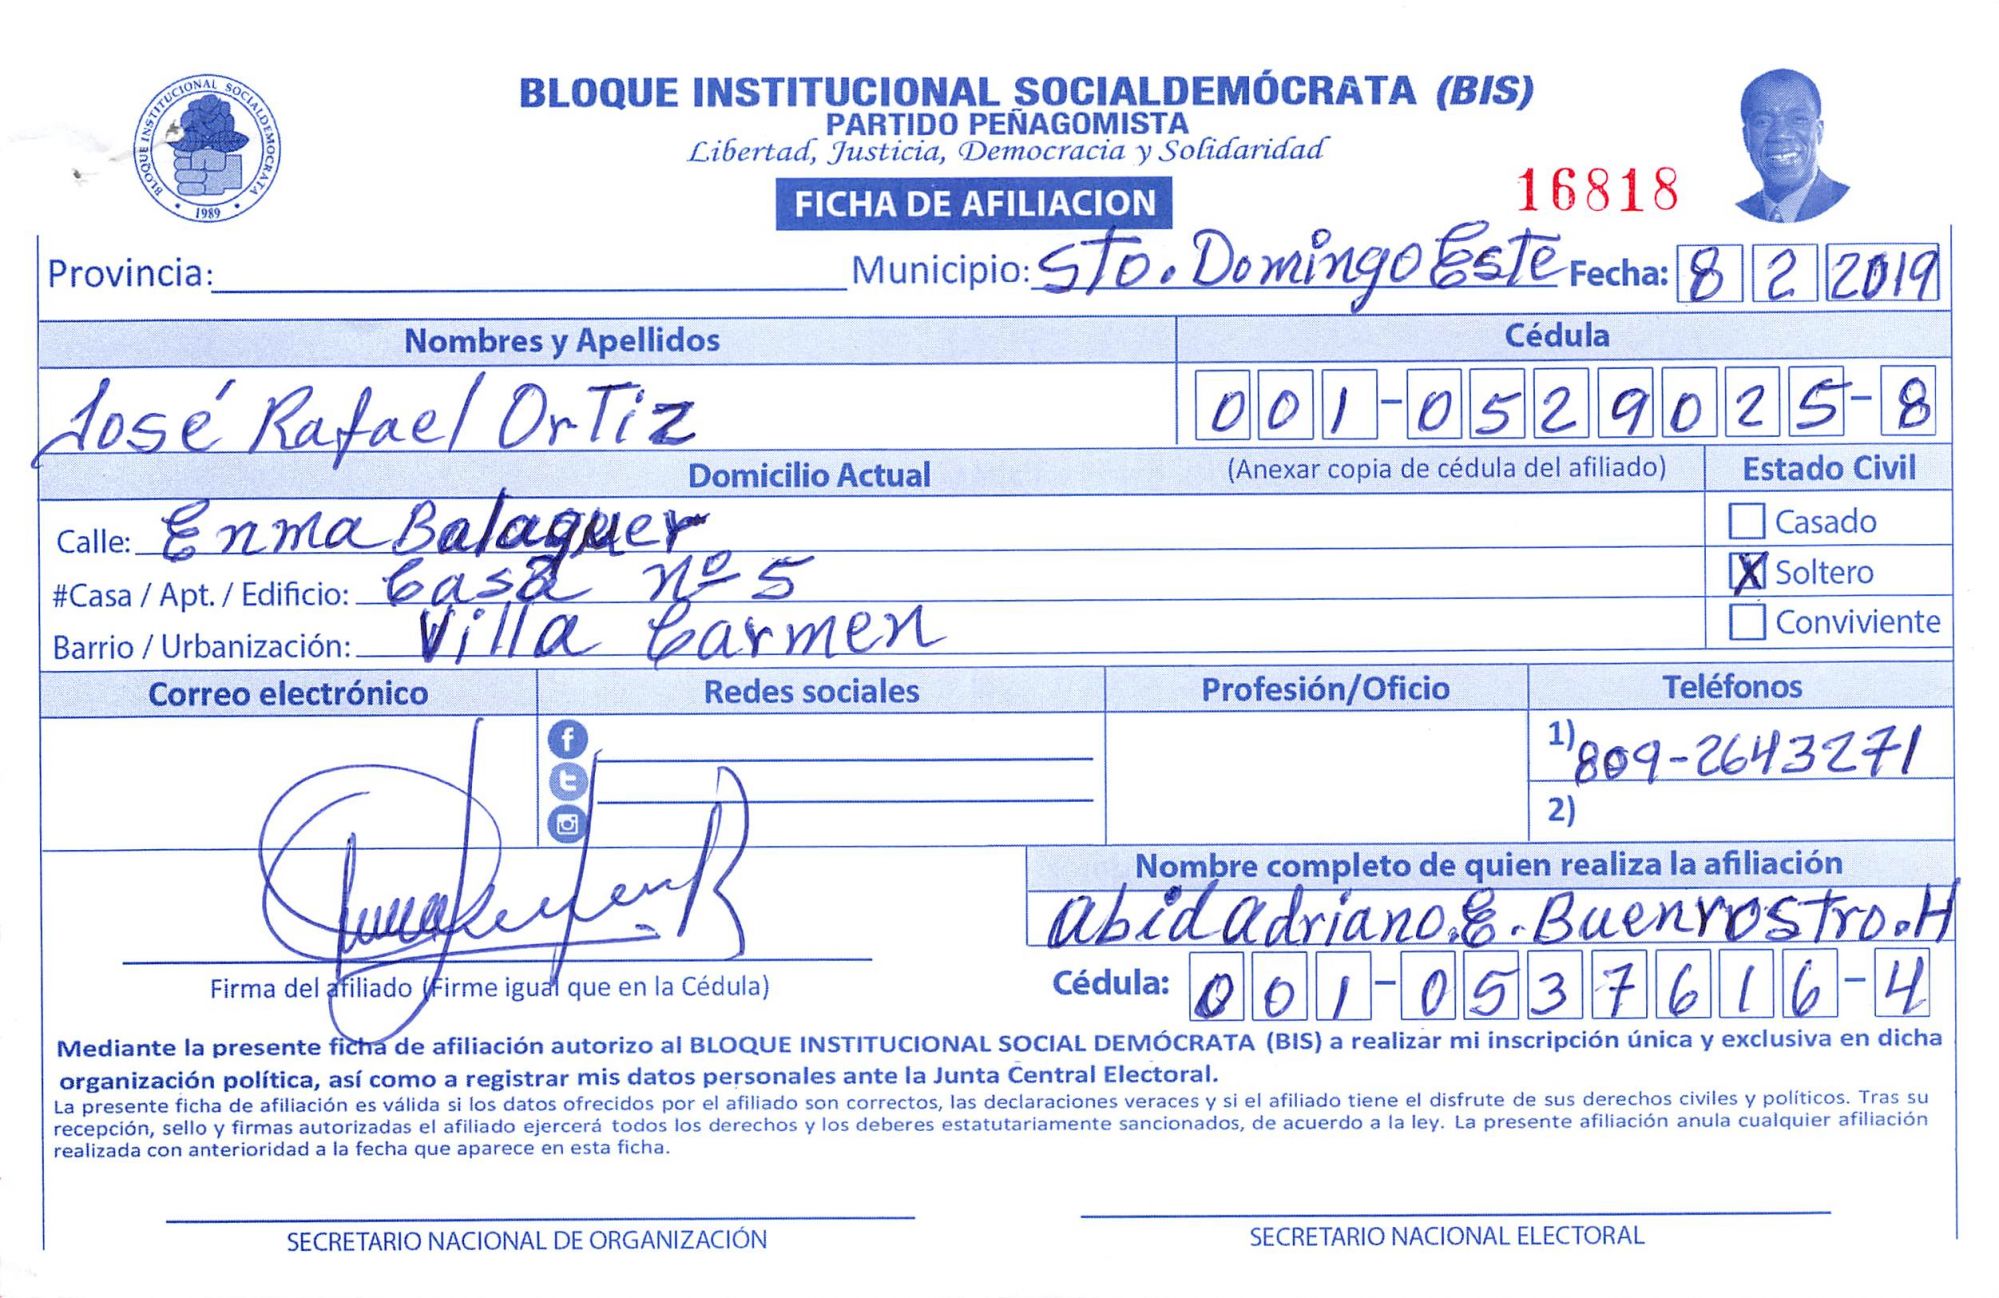 BLOQUE INSTITUCIONAL SOCIALDEMOCRATA
1989
BLOQUE INSTITUCIONAL SOCIALDEMÓCRATA (BIS)
PARTIDO PEÑAGOMISTA
Libertad, Justicia, Democracia y Solidaridad
FICHA DE AFILIACION
16818
Provincia: Municipio: Sto. Domingo Este Fecha: 8 2 2019
Nombres y Apellidos Cédula
José Rafael Ortiz 001-0529025-8
Domicilio Actual (Anexar copia de cédula del afiliado) Estado Civil
Calle: Enma Balaguer Casado
#Casa / Apt. / Edificio: Casa nº 5 X Soltero
Barrio / Urbanización: Villa Carmen Conviviente
Correo electrónico Redes sociales Profesión/Oficio Teléfonos
1) 809-2643271
2)
Nombre completo de quien realiza la afiliación
Abid Adriano. E. Buenrostro. H
Firma del afiliado (Firme igual que en la Cédula) Cédula: 001-0537616-4
Mediante la presente ficha de afiliación autorizo al BLOQUE INSTITUCIONAL SOCIAL DEMÓCRATA (BIS) a realizar mi inscripción única y exclusiva en dicha
organización política, así como a registrar mis datos personales ante la Junta Central Electoral.
La presente ficha de afiliación es válida si los datos ofrecidos por el afiliado son correctos, las declaraciones veraces y si el afiliado tiene el disfrute de sus derechos civiles y políticos. Tras su
recepción, sello y firmas autorizadas el afiliado ejercerá todos los derechos y los deberes estatutariamente sancionados, de acuerdo a la ley. La presente afiliación anula cualquier afiliación
realizada con anterioridad a la fecha que aparece en esta ficha.
SECRETARIO NACIONAL DE ORGANIZACIÓN SECRETARIO NACIONAL ELECTORAL